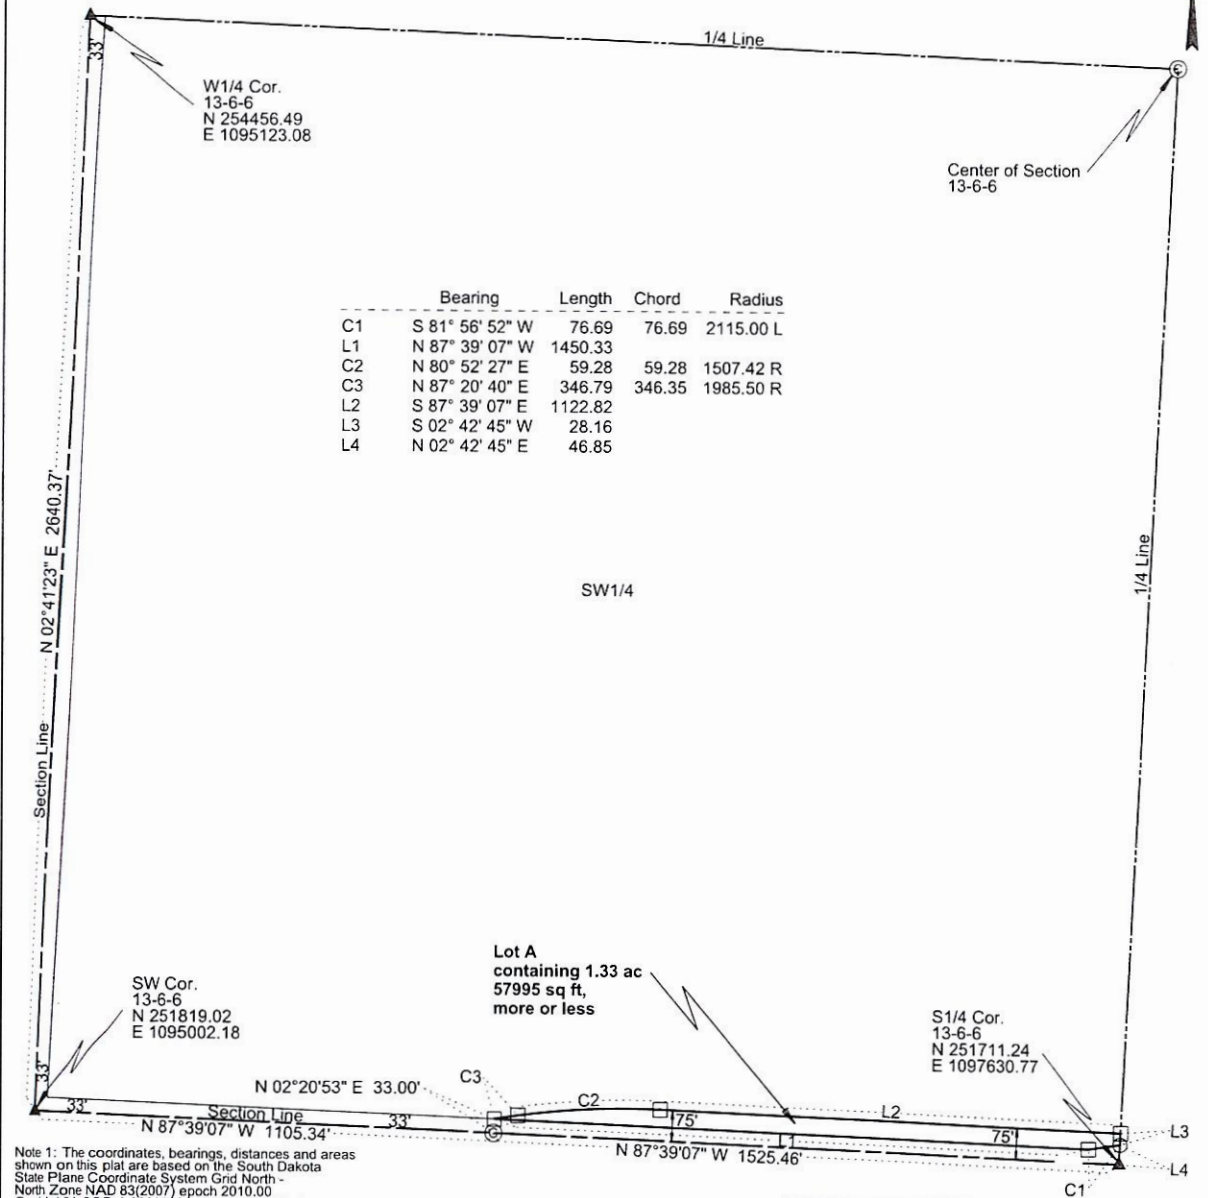 1/4 Line
33'
W1/4 Cor.
13-6-6
N 254456.49
E 1095123.08
Center of Section
13-6-6
Bearing Length Chord Radius
C1 S 81° 56' 52" W 76.69 76.69 2115.00 L
L1 N 87° 39' 07" W 1450.33
C2 N 80° 52' 27" E 59.28 59.28 1507.42 R
C3 N 87° 20' 40" E 346.79 346.35 1985.50 R
L2 S 87° 39' 07" E 1122.82
L3 S 02° 42' 45" W 28.16
L4 N 02° 42' 45" E 46.85
N 02°41'23" E 2640.37'
Section Line
SW1/4
1/4 Line
Lot A
containing 1.33 ac
57995 sq ft,
more or less
SW Cor.
13-6-6
N 251819.02
E 1095002.18
S1/4 Cor.
13-6-6
N 251711.24
E 1097630.77
33'
33'
N 02°20'53" E 33.00'
C3
C2
L2
Section Line
33'
75'
75'
L1
L3
L4
C1
N 87°39'07" W 1105.34'
N 87°39'07" W 1525.46'
Note 1: The coordinates, bearings, distances and areas
shown on this plat are based on the South Dakota
State Plane Coordinate System Grid North -
North Zone NAD 83(2007) epoch 2010.00